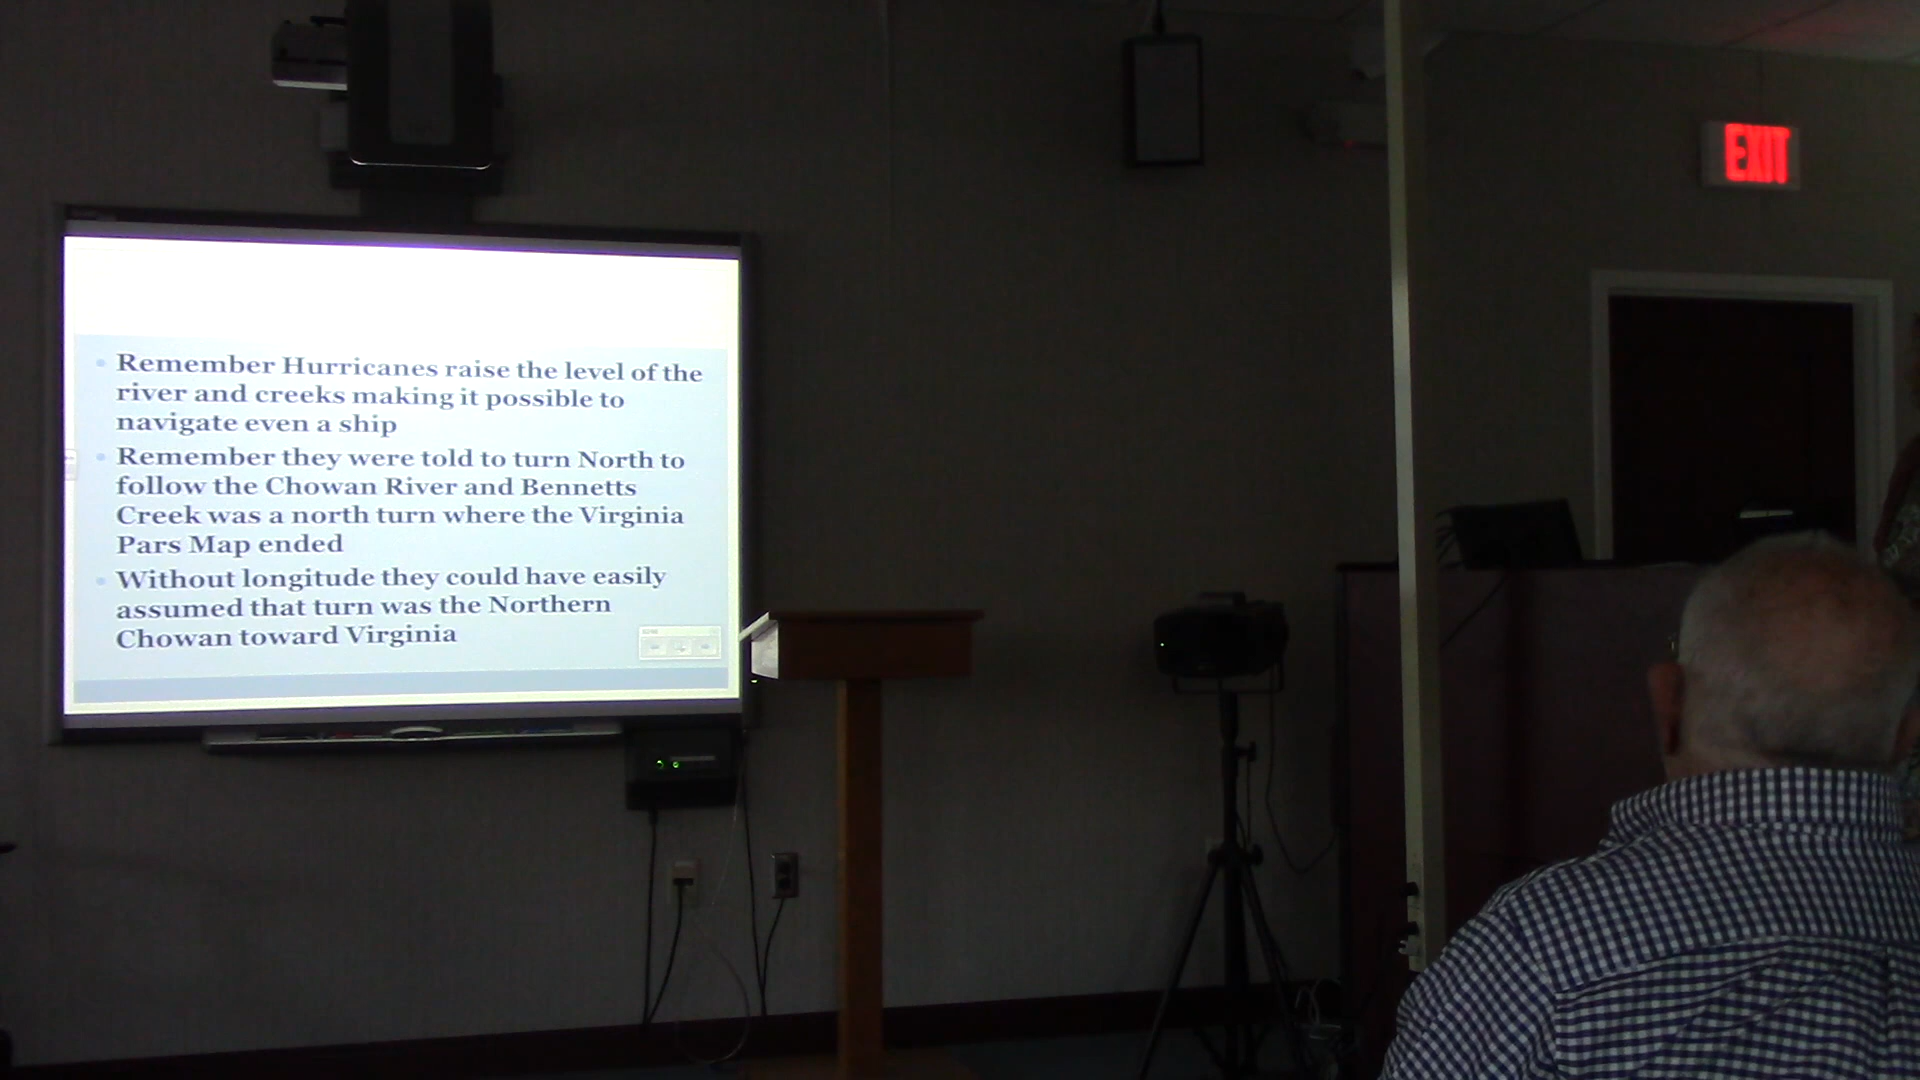 Remember Hurricanes raise the level of the
river and creeks making it possible to
navigate even a ship
Remember they were told to turn North to
follow the Chowan River and Bennetts
Creek was a north turn where the Virginia
Pars Map ended
Without longitude they could have easily
assumed that turn was the Northern
Chowan toward Virginia
EXIT